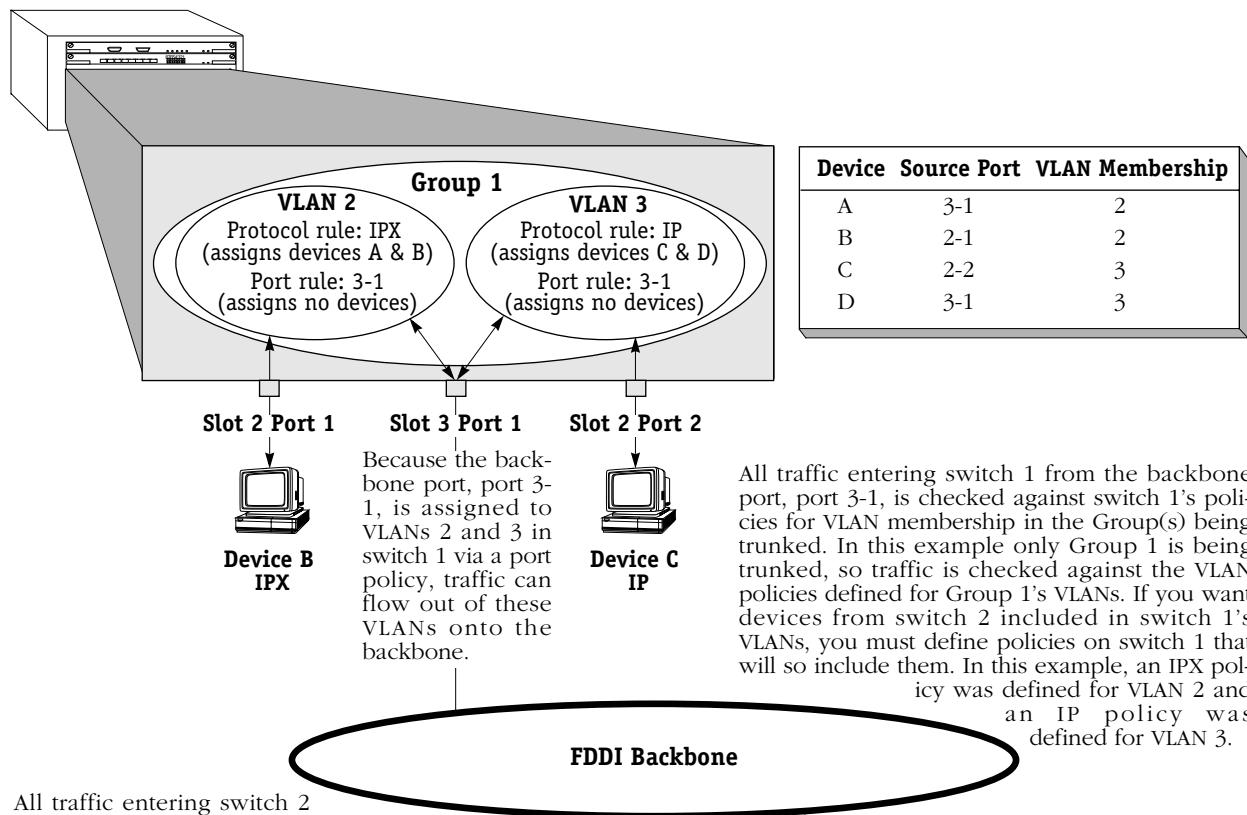 Group 1
VLAN 2
Protocol rule: IPX
(assigns devices A & B)
Port rule: 3-1
(assigns no devices)
VLAN 3
Protocol rule: IP
(assigns devices C & D)
Port rule: 3-1
(assigns no devices)
Device Source Port VLAN Membership
A 3-1 2
B 2-1 2
C 2-2 3
D 3-1 3
Slot 2 Port 1
Slot 3 Port 1
Slot 2 Port 2
Device B
IPX
Because the back-
bone port, port 3-
1, is assigned to
VLANs 2 and 3 in
switch 1 via a port
policy, traffic can
flow out of these
VLANs onto the
backbone.
Device C
IP
All traffic entering switch 1 from the backbone
port, port 3-1, is checked against switch 1's poli-
cies for VLAN membership in the Group(s) being
trunked. In this example only Group 1 is being
trunked, so traffic is checked against the VLAN
policies defined for Group 1's VLANs. If you want
devices from switch 2 included in switch 1's
VLANs, you must define policies on switch 1 that
will so include them. In this example, an IPX pol-
icy was defined for VLAN 2 and
an IP policy was
defined for VLAN 3.
FDDI Backbone
All traffic entering switch 2